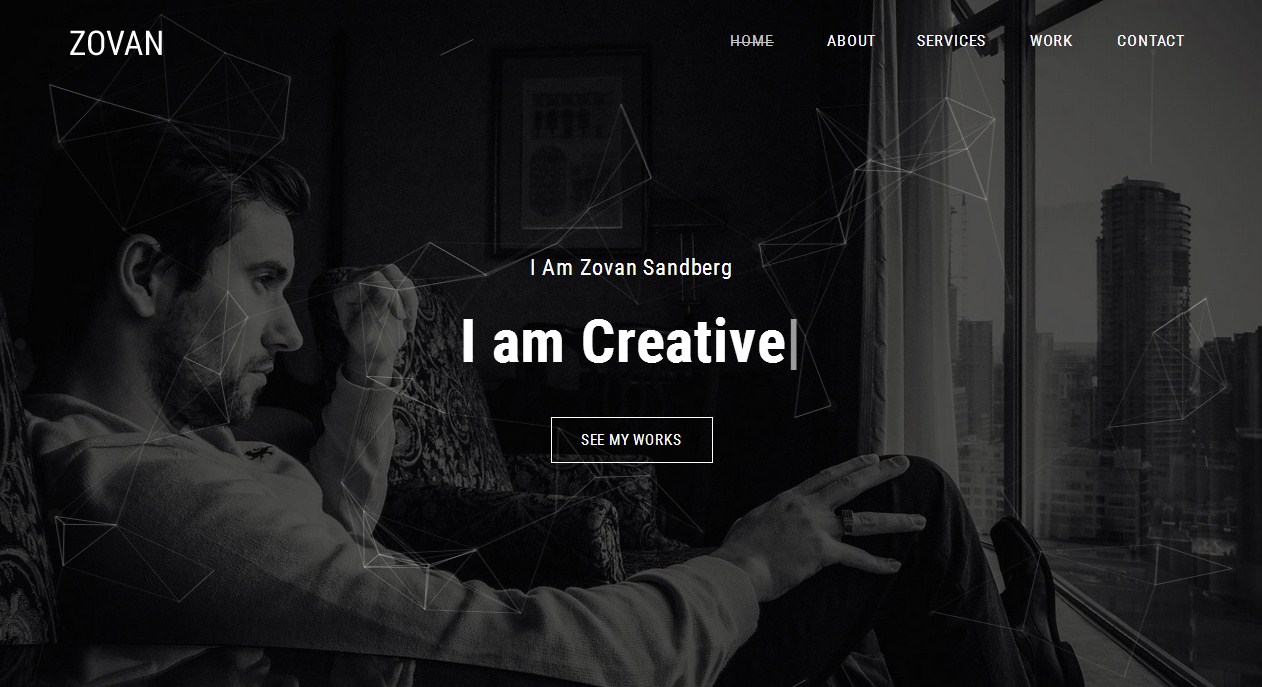 ZOVAN
HOME ABOUT SERVICES WORK CONTACT
I Am Zovan Sandberg
I am Creative|
SEE MY WORKS